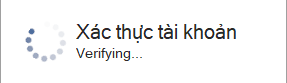 Xác thực tài khoản
Verifying...